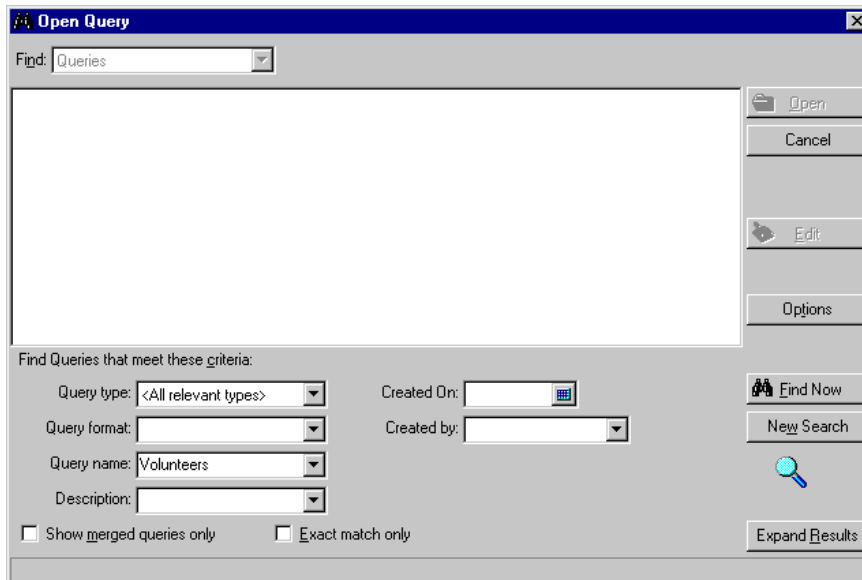 Open Query
Find: Queries
Open
Cancel
Edit
Options
Find Queries that meet these criteria:
Query type: <All relevant types> Created On:
Find Now
Query format: Created by:
New Search
Query name: Volunteers
Description:
Show merged queries only Exact match only
Expand Results